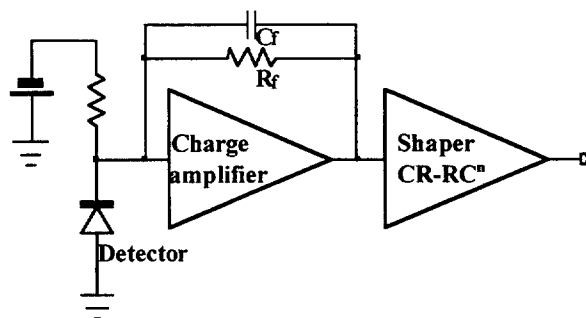 Cf
Rf
Charge
amplifier
Shaper
CR-RCⁿ
Detector